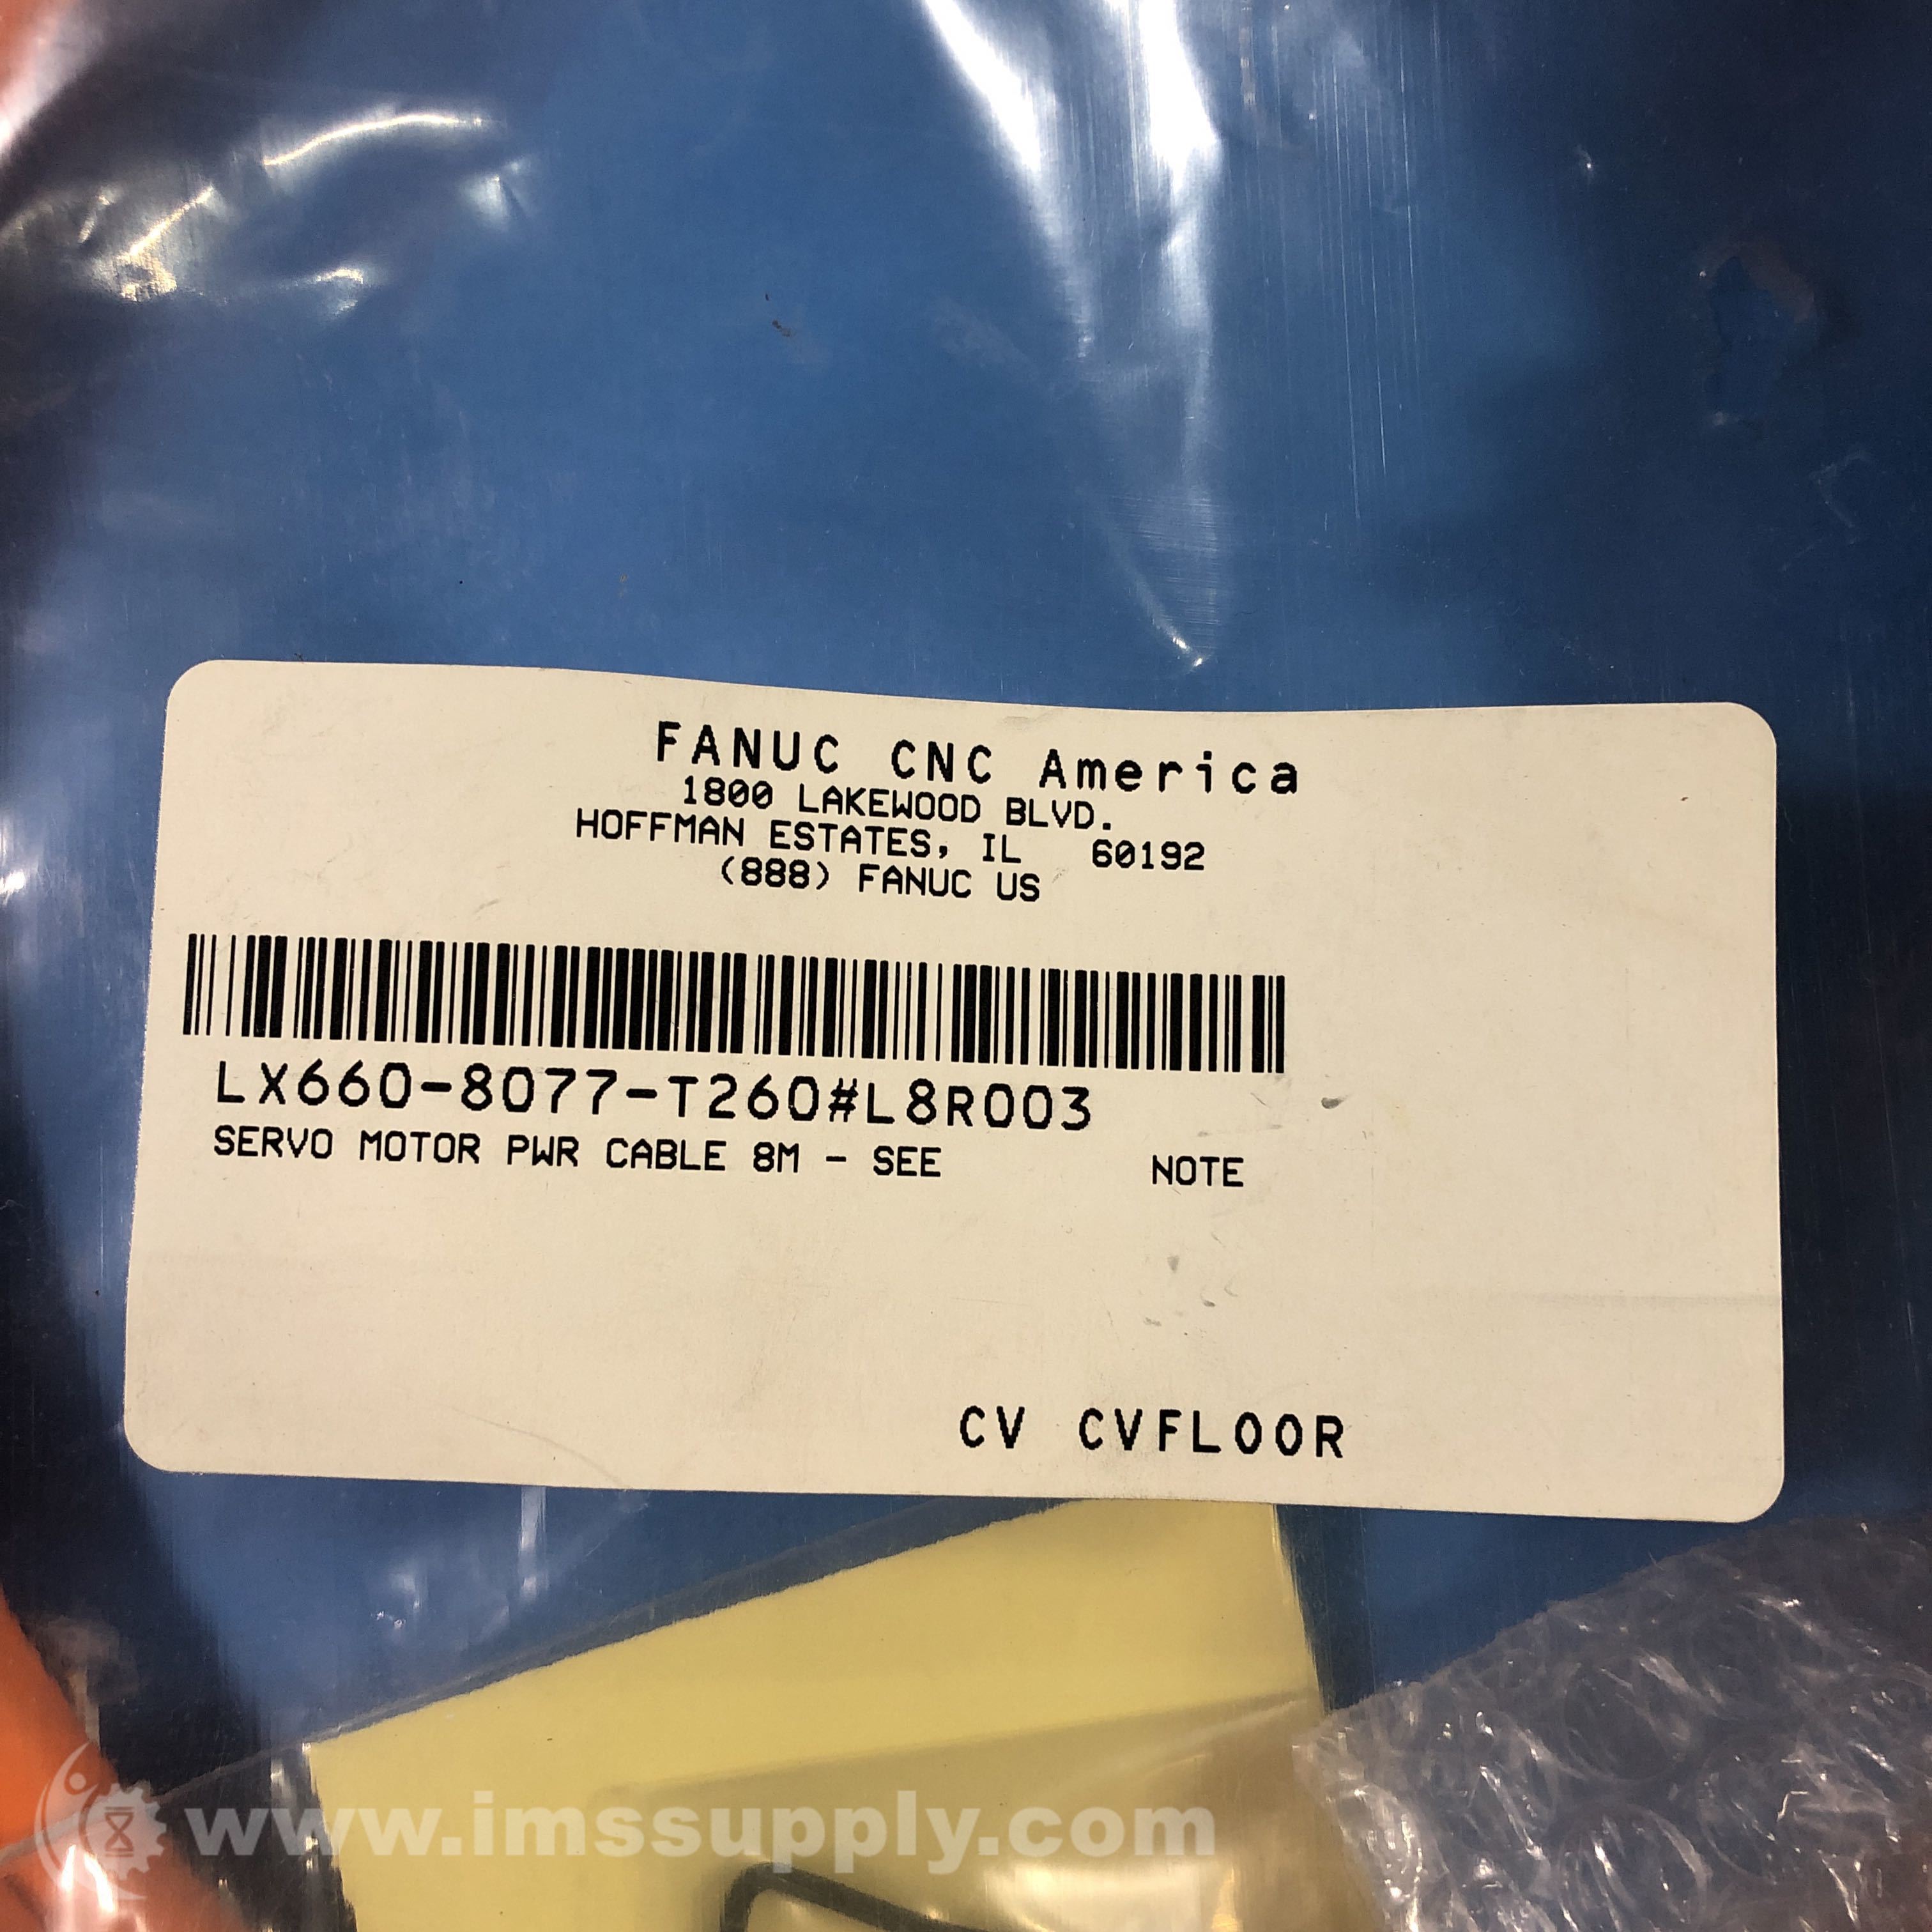 FANUC CNC America
1800 LAKEWOOD BLVD.
HOFFMAN ESTATES, IL 60192
(888) FANUC US
LX660-8077-T260#L8R003
SERVO MOTOR PWR CABLE 8M - SEE NOTE
CV CVFLOOR
www.imssupply.com